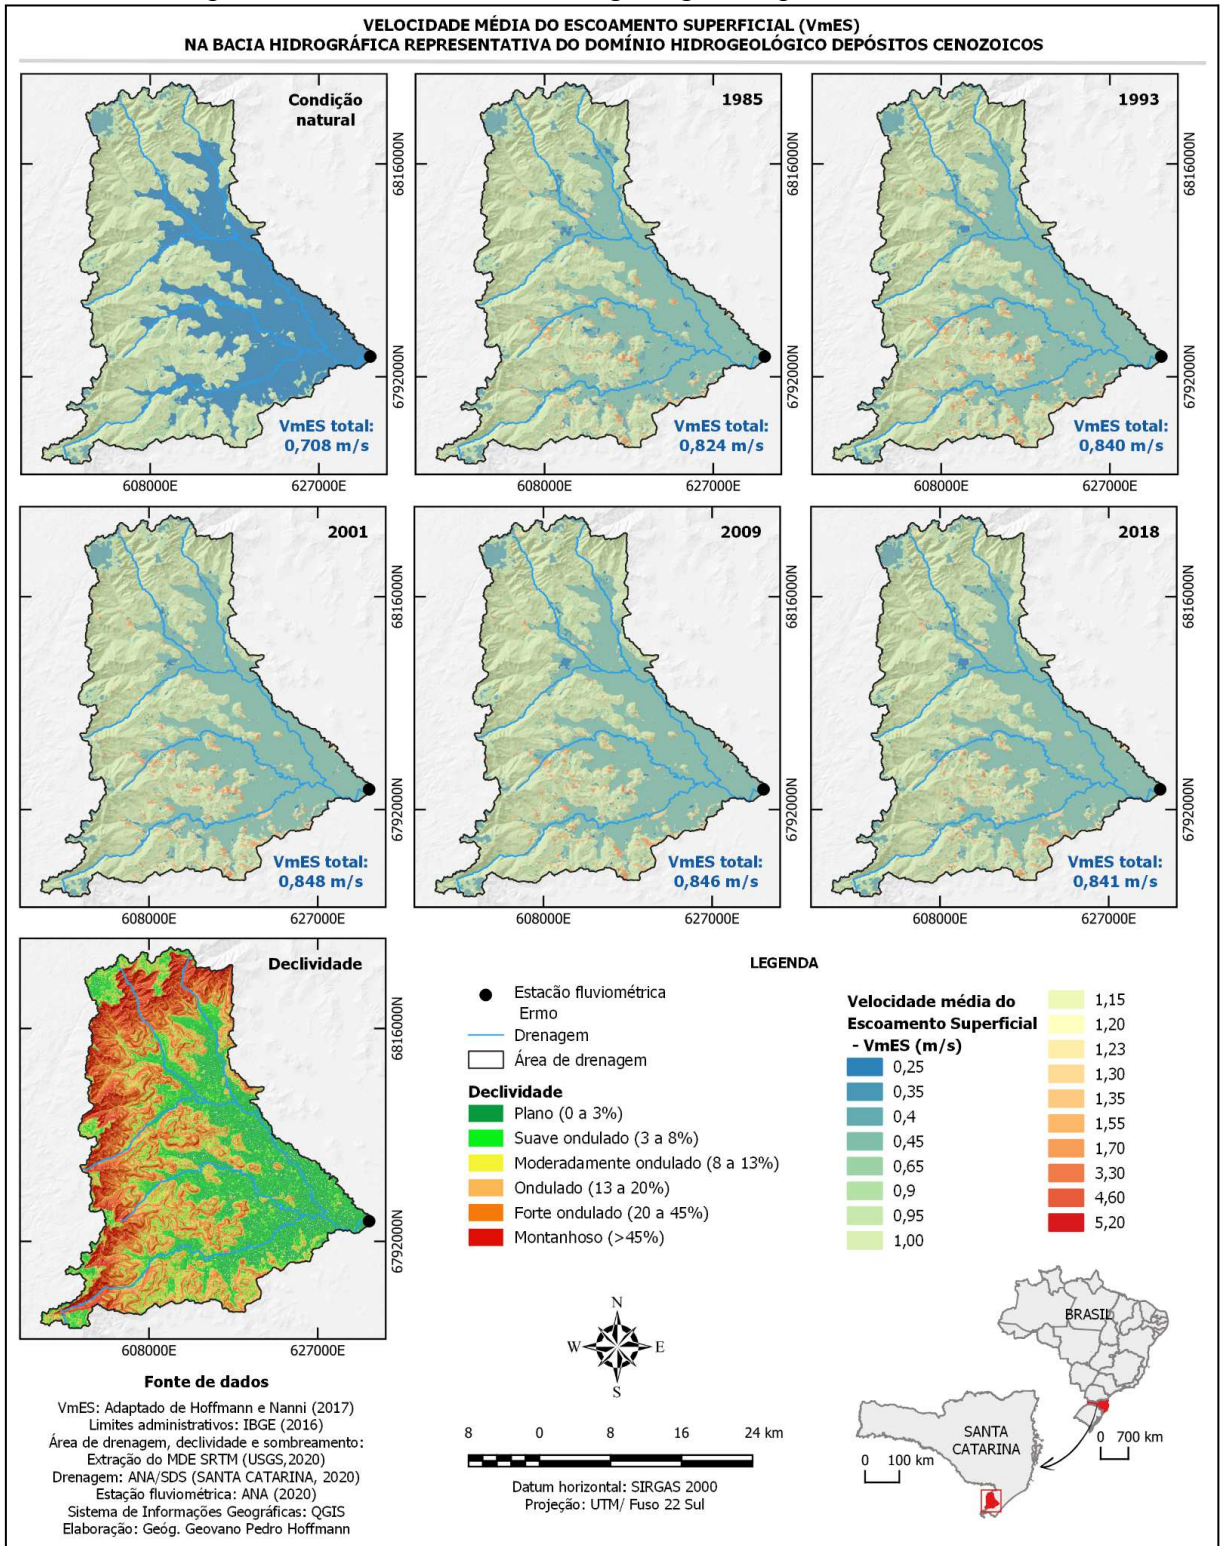 VELOCIDADE MÉDIA DO ESCOAMENTO SUPERFICIAL (VmES)
NA BACIA HIDROGRÁFICA REPRESENTATIVA DO DOMÍNIO HIDROGEOLÓGICO DEPÓSITOS CENOZOICOS
Condição
natural
6816000N
6792000N
VmES total:
0,708 m/s
608000E
627000E
1985
6816000N
6792000N
VmES total:
0,824 m/s
608000E
627000E
1993
6816000N
6792000N
VmES total:
0,840 m/s
608000E
627000E
2001
6816000N
6792000N
VmES total:
0,848 m/s
608000E
627000E
2009
6816000N
6792000N
VmES total:
0,846 m/s
608000E
627000E
2018
6816000N
6792000N
VmES total:
0,841 m/s
608000E
627000E
Declividade
6816000N
6792000N
608000E
627000E
LEGENDA
Estacão fluviométrica
Ermo
Drenagem
Área de drenagem
Declividade
Plano (0 a 3%)
Suave ondulado (3 a 8%)
Moderadamente ondulado (8 a 13%)
Ondulado (13 a 20%)
Forte ondulado (20 a 45%)
Montanhoso (>45%)
Velocidade média do
Escoamento Superficial
- VmES (m/s)
0,25
0,35
0,4
0,45
0,65
0,9
0,95
1,00
1,15
1,20
1,23
1,30
1,35
1,55
1,70
3,30
4,60
5,20
N
W
E
S
8 0 8 16 24 km
Datum horizontal: SIRGAS 2000
Projeção: UTM/ Fuso 22 Sul
BRASIL
0 700 km
SANTA
CATARINA
0 100 km
Fonte de dados
VmES: Adaptado de Hoffmann e Nanni (2017)
Limites administrativos: IBGE (2016)
Área de drenagem, declividade e sombreamento:
Extração do MDE SRTM (USGS,2020)
Drenagem: ANA/SDS (SANTA CATARINA, 2020)
Estação fluviométrica: ANA (2020)
Sistema de Informações Geográficas: QGIS
Elaboração: Geóg. Geovano Pedro Hoffmann